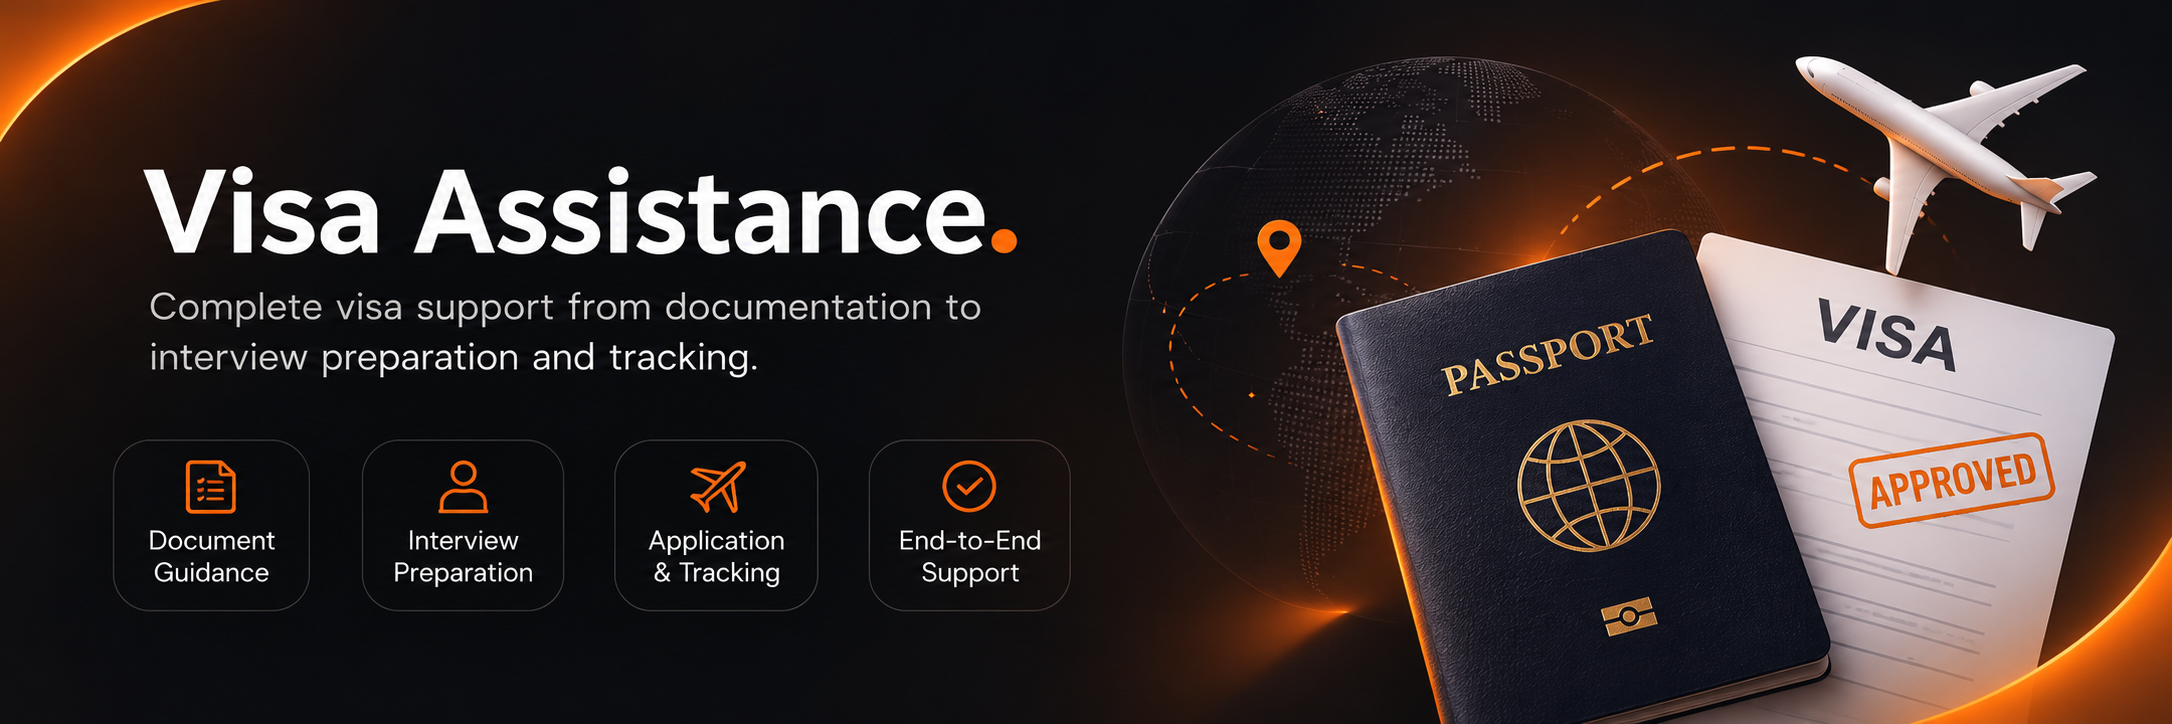 Visa Assistance.
Complete visa support from documentation to
interview preparation and tracking.
Document
Guidance
Interview
Preparation
Application
& Tracking
End-to-End
Support
PASSPORT
VISA
APPROVED